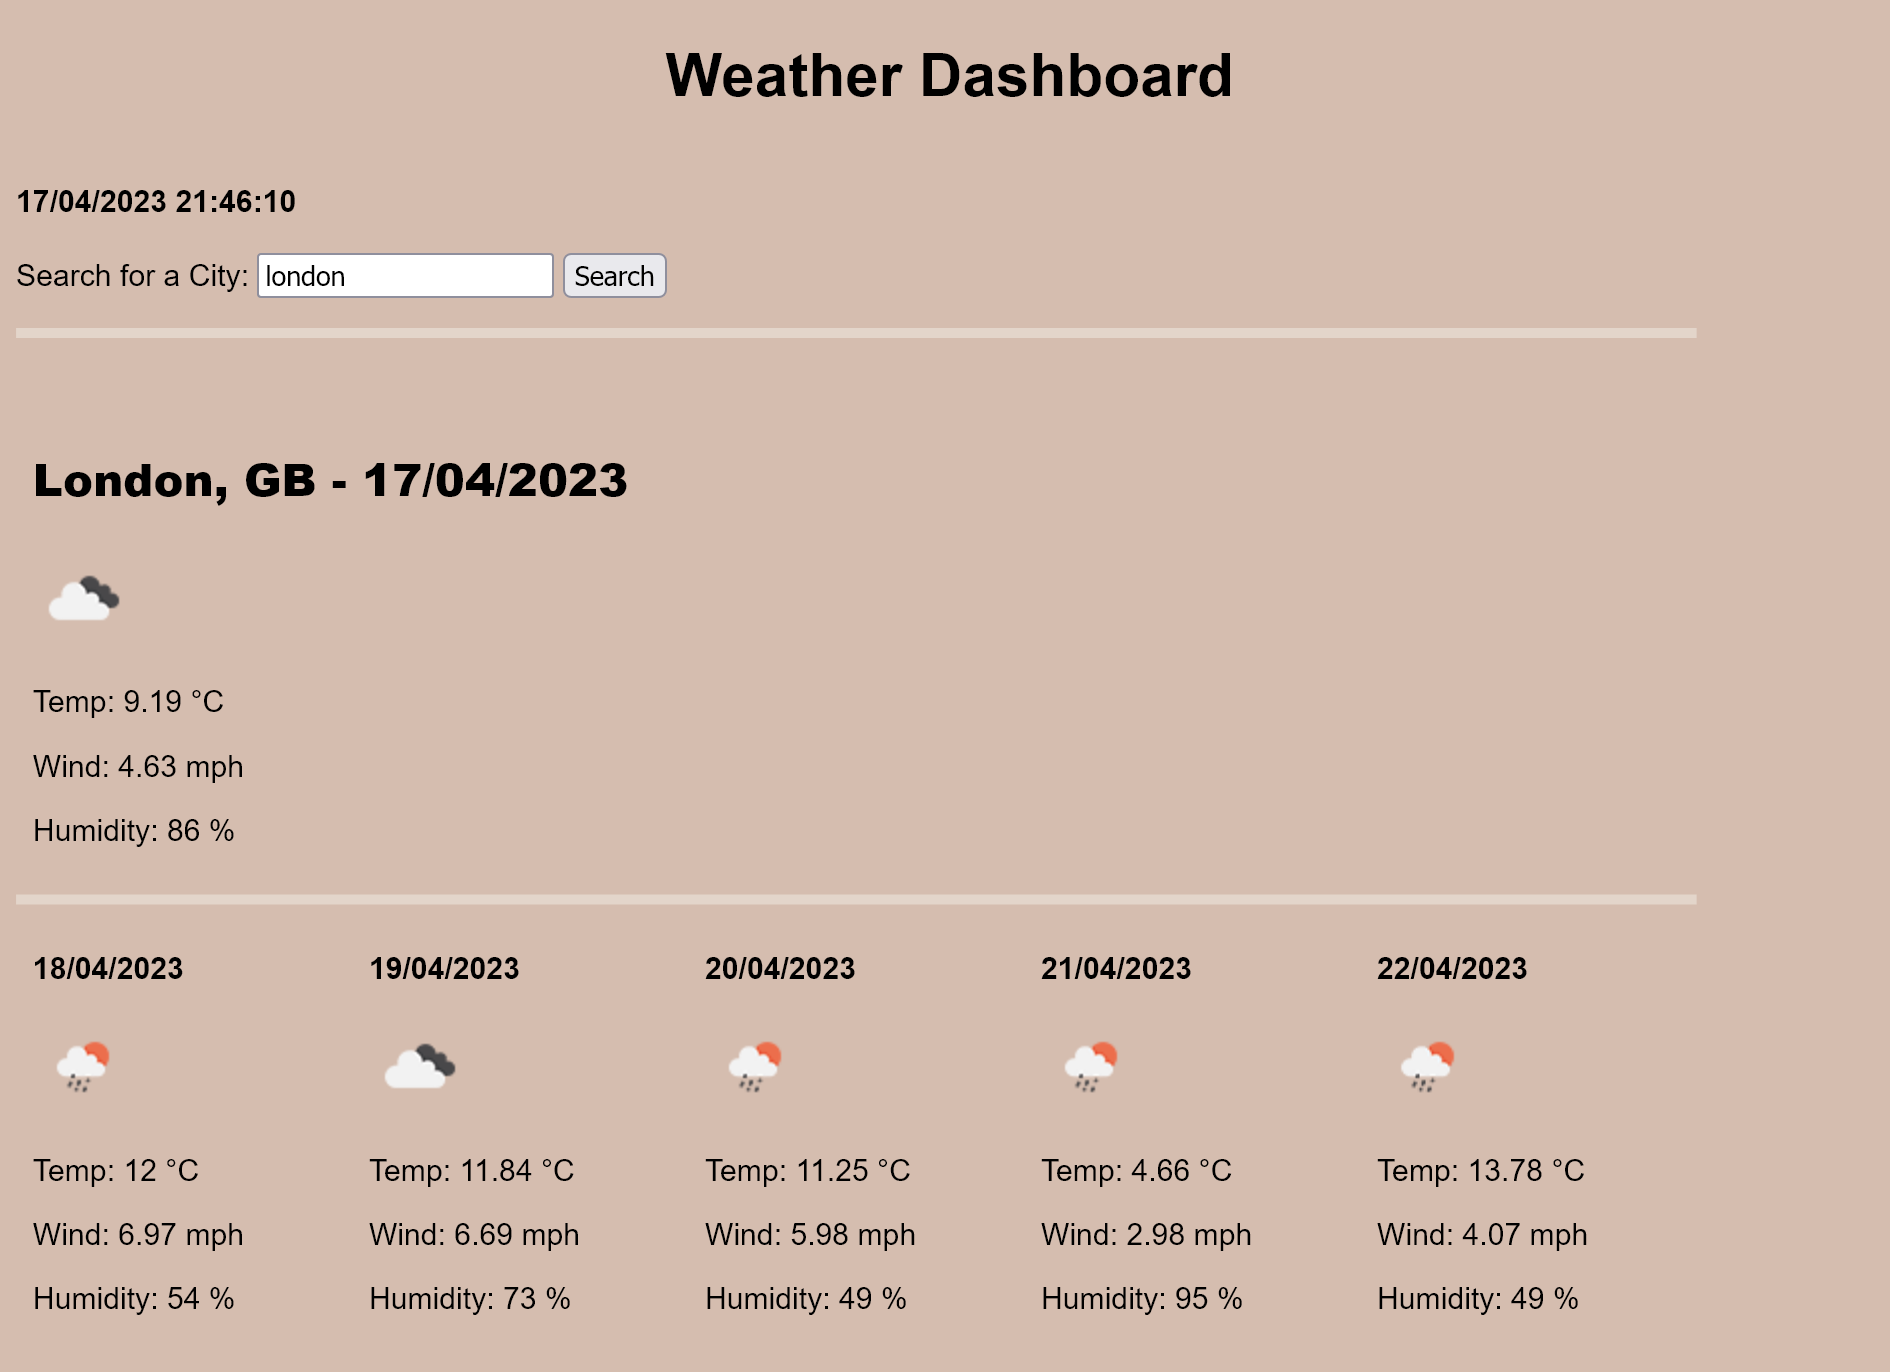 Weather Dashboard
17/04/2023 21:46:10
Search for a City: london Search
London, GB - 17/04/2023
Temp: 9.19 °C
Wind: 4.63 mph
Humidity: 86 %
18/04/2023 19/04/2023 20/04/2023 21/04/2023 22/04/2023
Temp: 12 °C Temp: 11.84 °C Temp: 11.25 °C Temp: 4.66 °C Temp: 13.78 °C
Wind: 6.97 mph Wind: 6.69 mph Wind: 5.98 mph Wind: 2.98 mph Wind: 4.07 mph
Humidity: 54 % Humidity: 73 % Humidity: 49 % Humidity: 95 % Humidity: 49 %